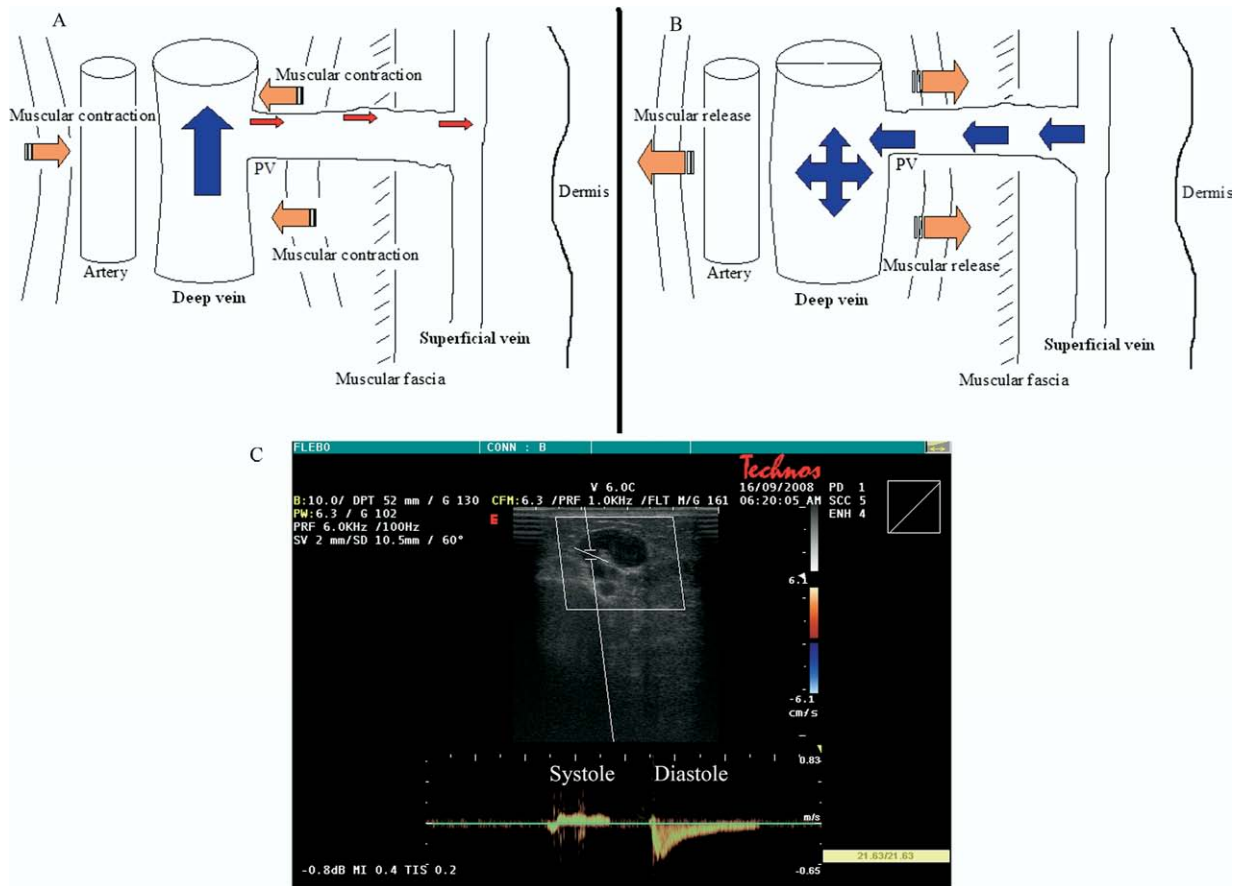 A
Muscular contraction
Muscular contraction
PV
Dermis
Muscular contraction
Artery
Deep vein
Superficial vein
Muscular fascia
B
Muscular release
PV
Dermis
Muscular release
Artery
Deep vein
Superficial vein
Muscular fascia
C
FLEBO CONN : B
Technos
V 6.0C 16/09/2008 PD 1
B:10.0/ DPT 52 mm / G 130 CFM:6.3 /PRF 1.0KHz /FLT M/G 161 06:20:05 AM SCC 5
PW:6.3 / G 102 ENH 4
PRF 6.0KHz /100Hz E
SV 2 mm/SD 10.5mm / 60°
6.1
-6.1
cm/s
Systole Diastole
0.83
m/s
21.63/21.63
-0.8dB MI 0.4 TIS 0.2 -0.65